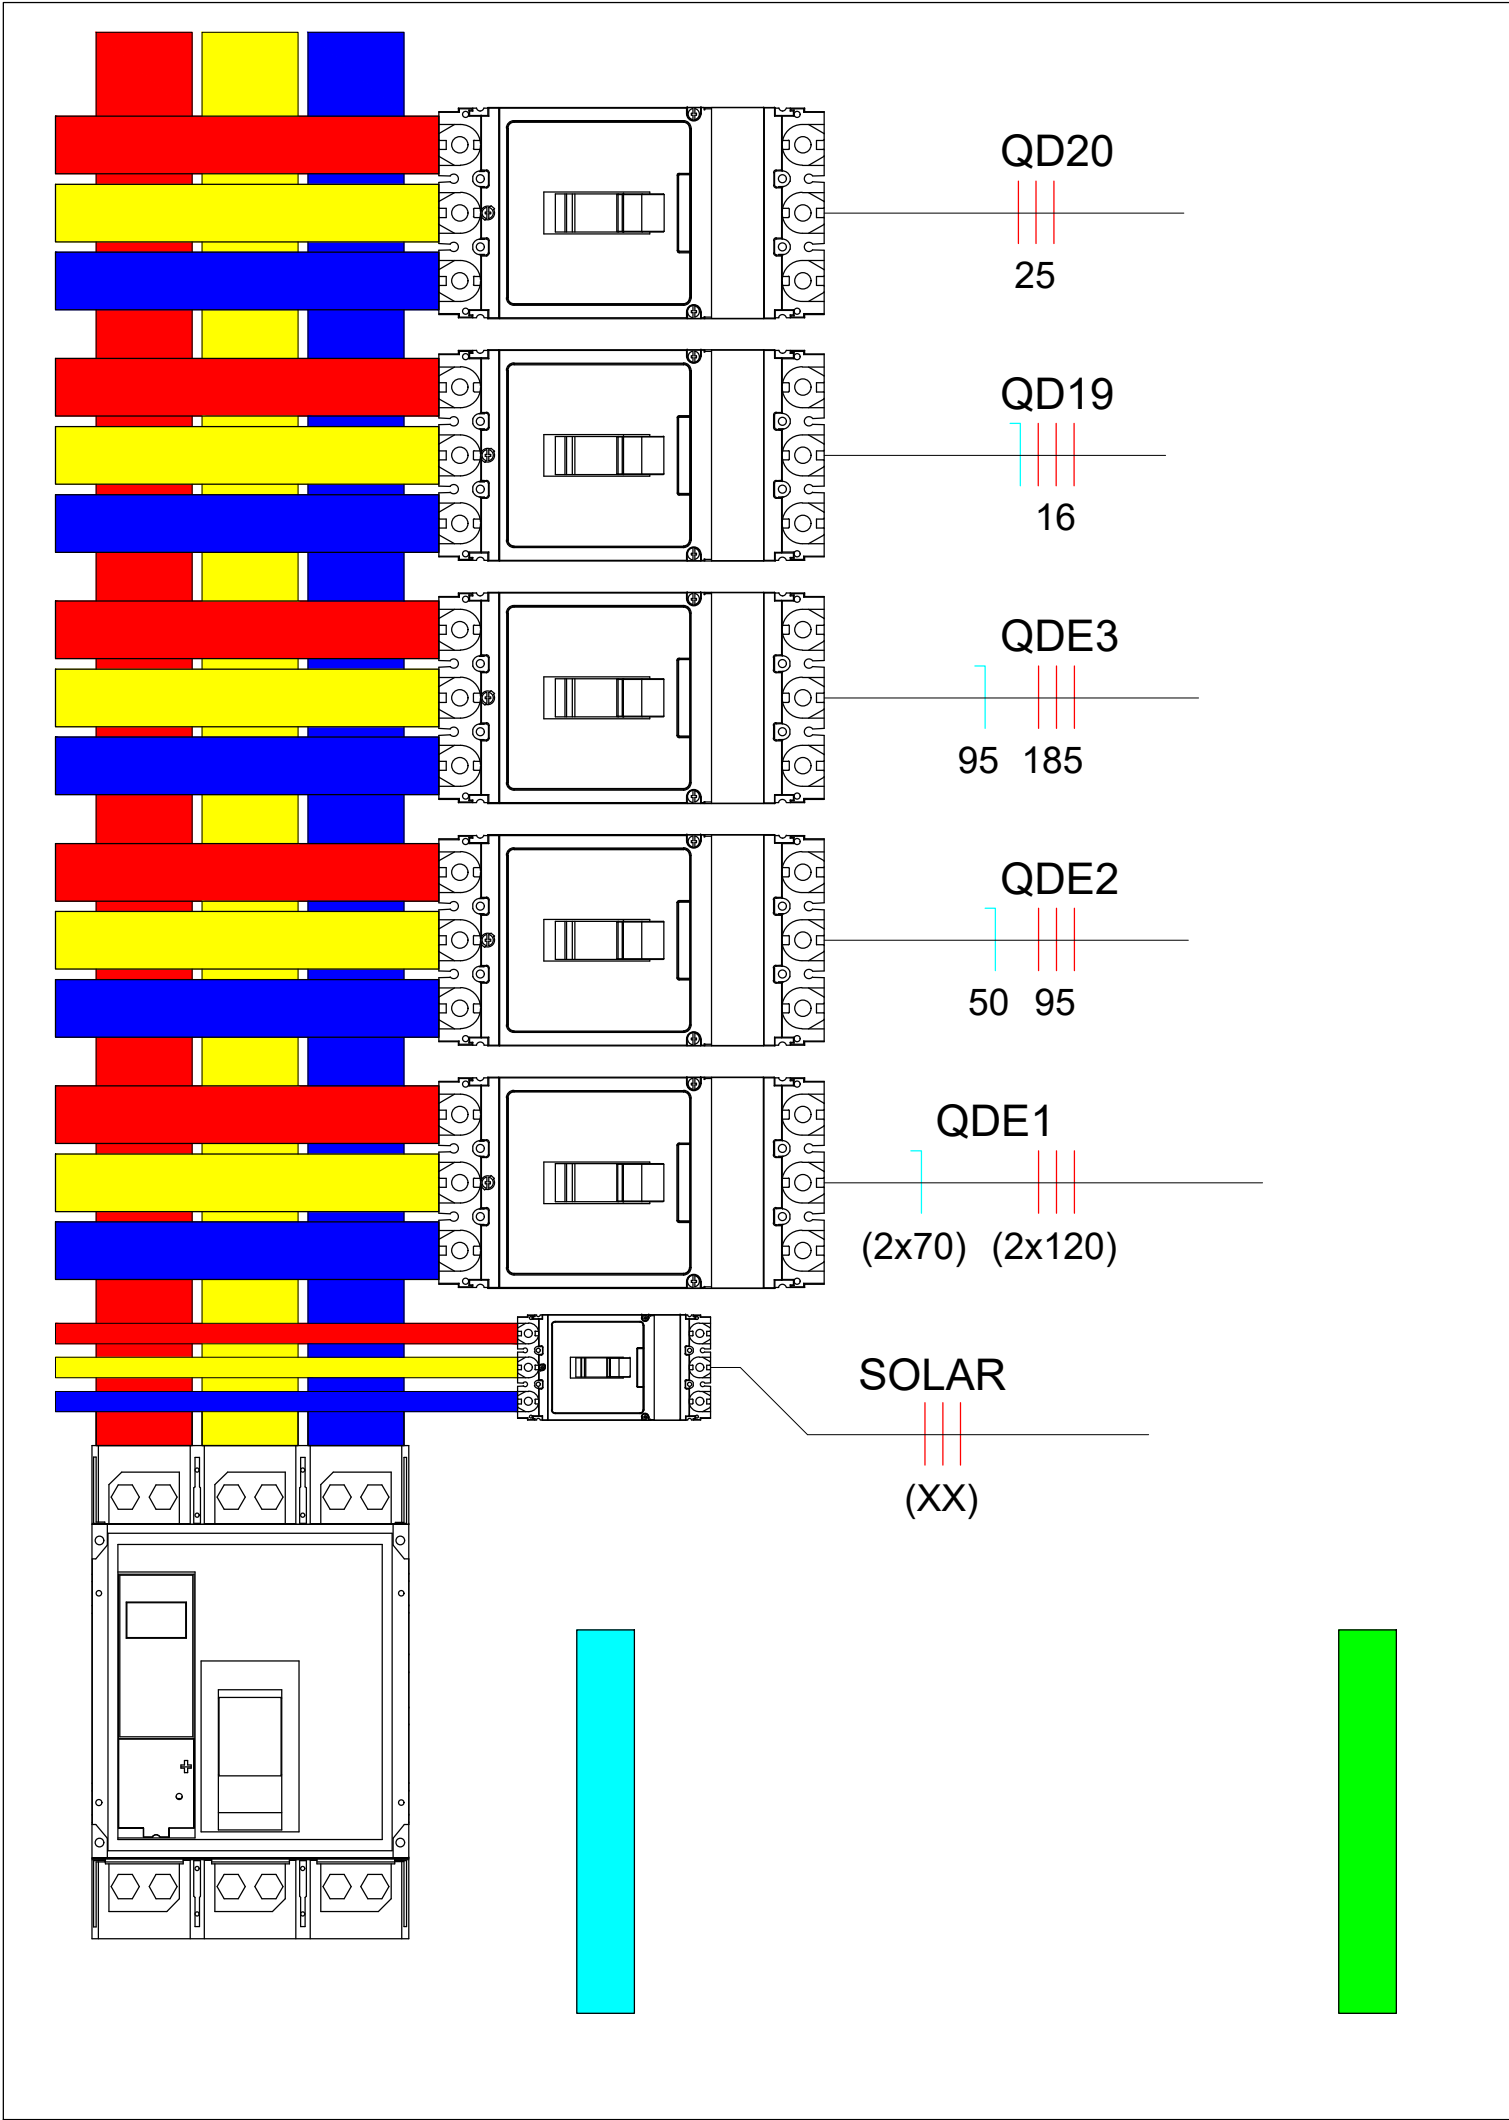 QD20
25
QD19
16
QDE3
95 185
QDE2
50 95
QDE1
(2x70) (2x120)
SOLAR
(XX)